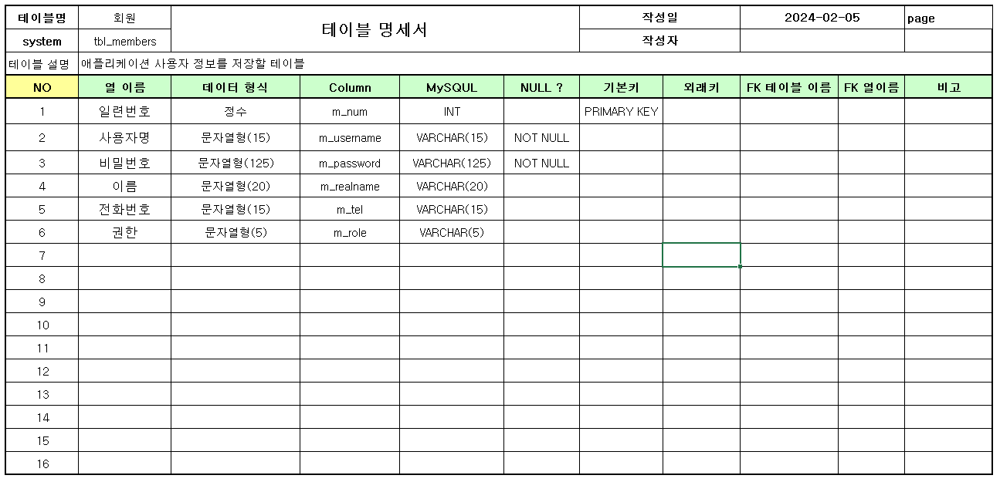 테이블명 회원 테이블 명세서 작성일 2024-02-05 page
system tbl_members 작성자
테이블 설명 애플리케이션 사용자 정보를 저장할 테이블
NO 열 이름 데이터 형식 Column MySQUL NULL ? 기본키 외래키 FK 테이블 이름 FK 열이름 비고
1 일련번호 정수 m_num INT PRIMARY KEY
2 사용자명 문자열형(15) m_username VARCHAR(15) NOT NULL
3 비밀번호 문자열형(125) m_password VARCHAR(125) NOT NULL
4 이름 문자열형(20) m_realname VARCHAR(20)
5 전화번호 문자열형(15) m_tel VARCHAR(15)
6 권한 문자열형(5) m_role VARCHAR(5)
7
8
9
10
11
12
13
14
15
16